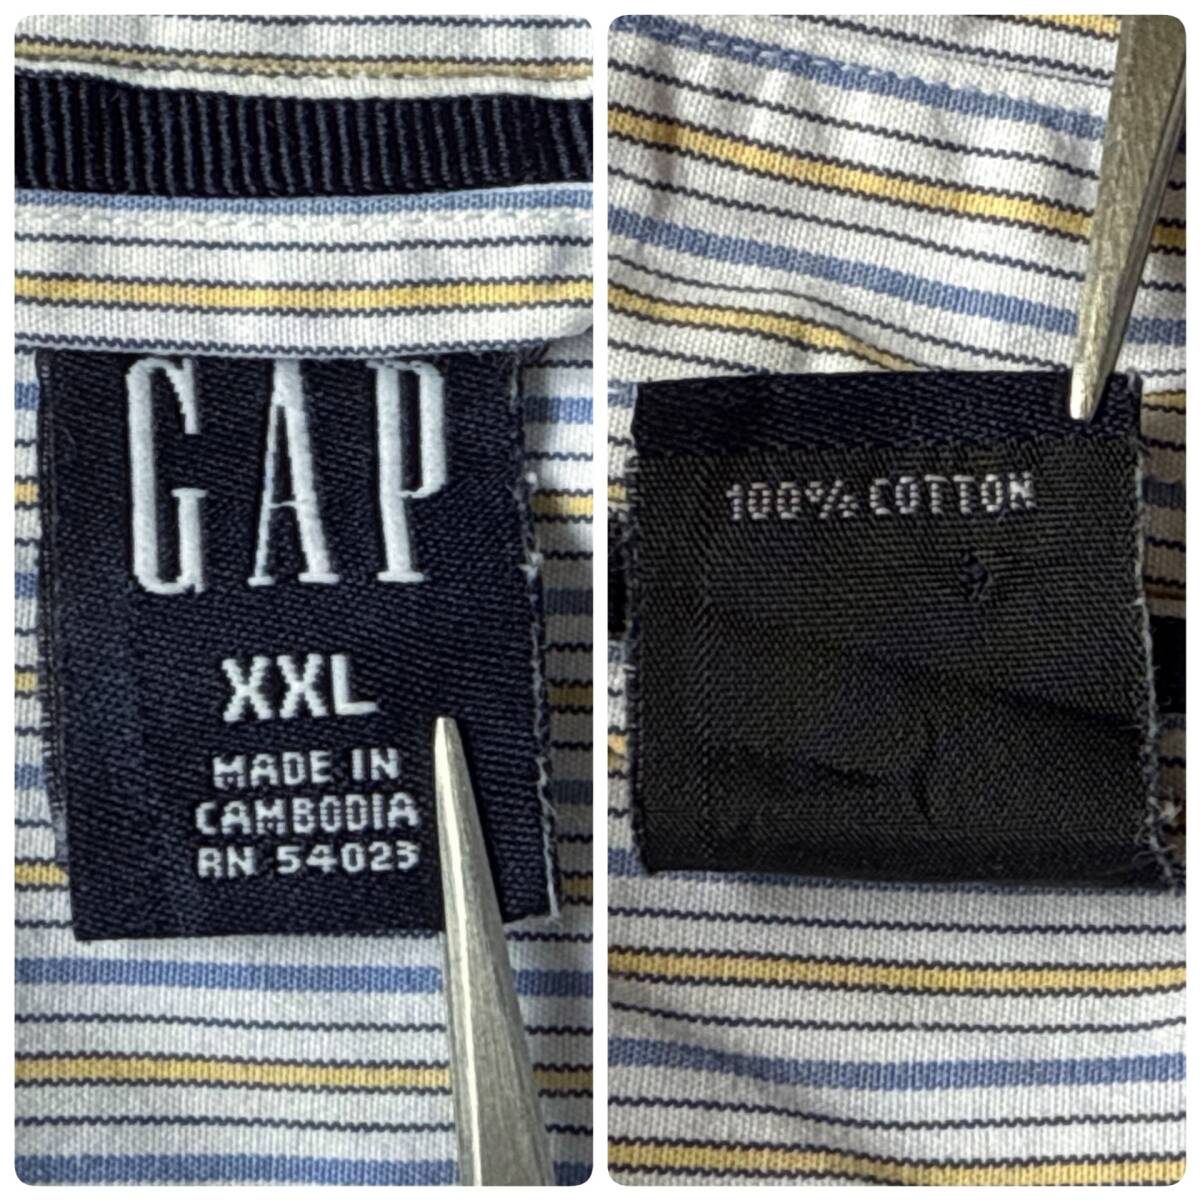 GAP
XXL
MADE IN
CAMBODIA
RN 54023
100% COTTON